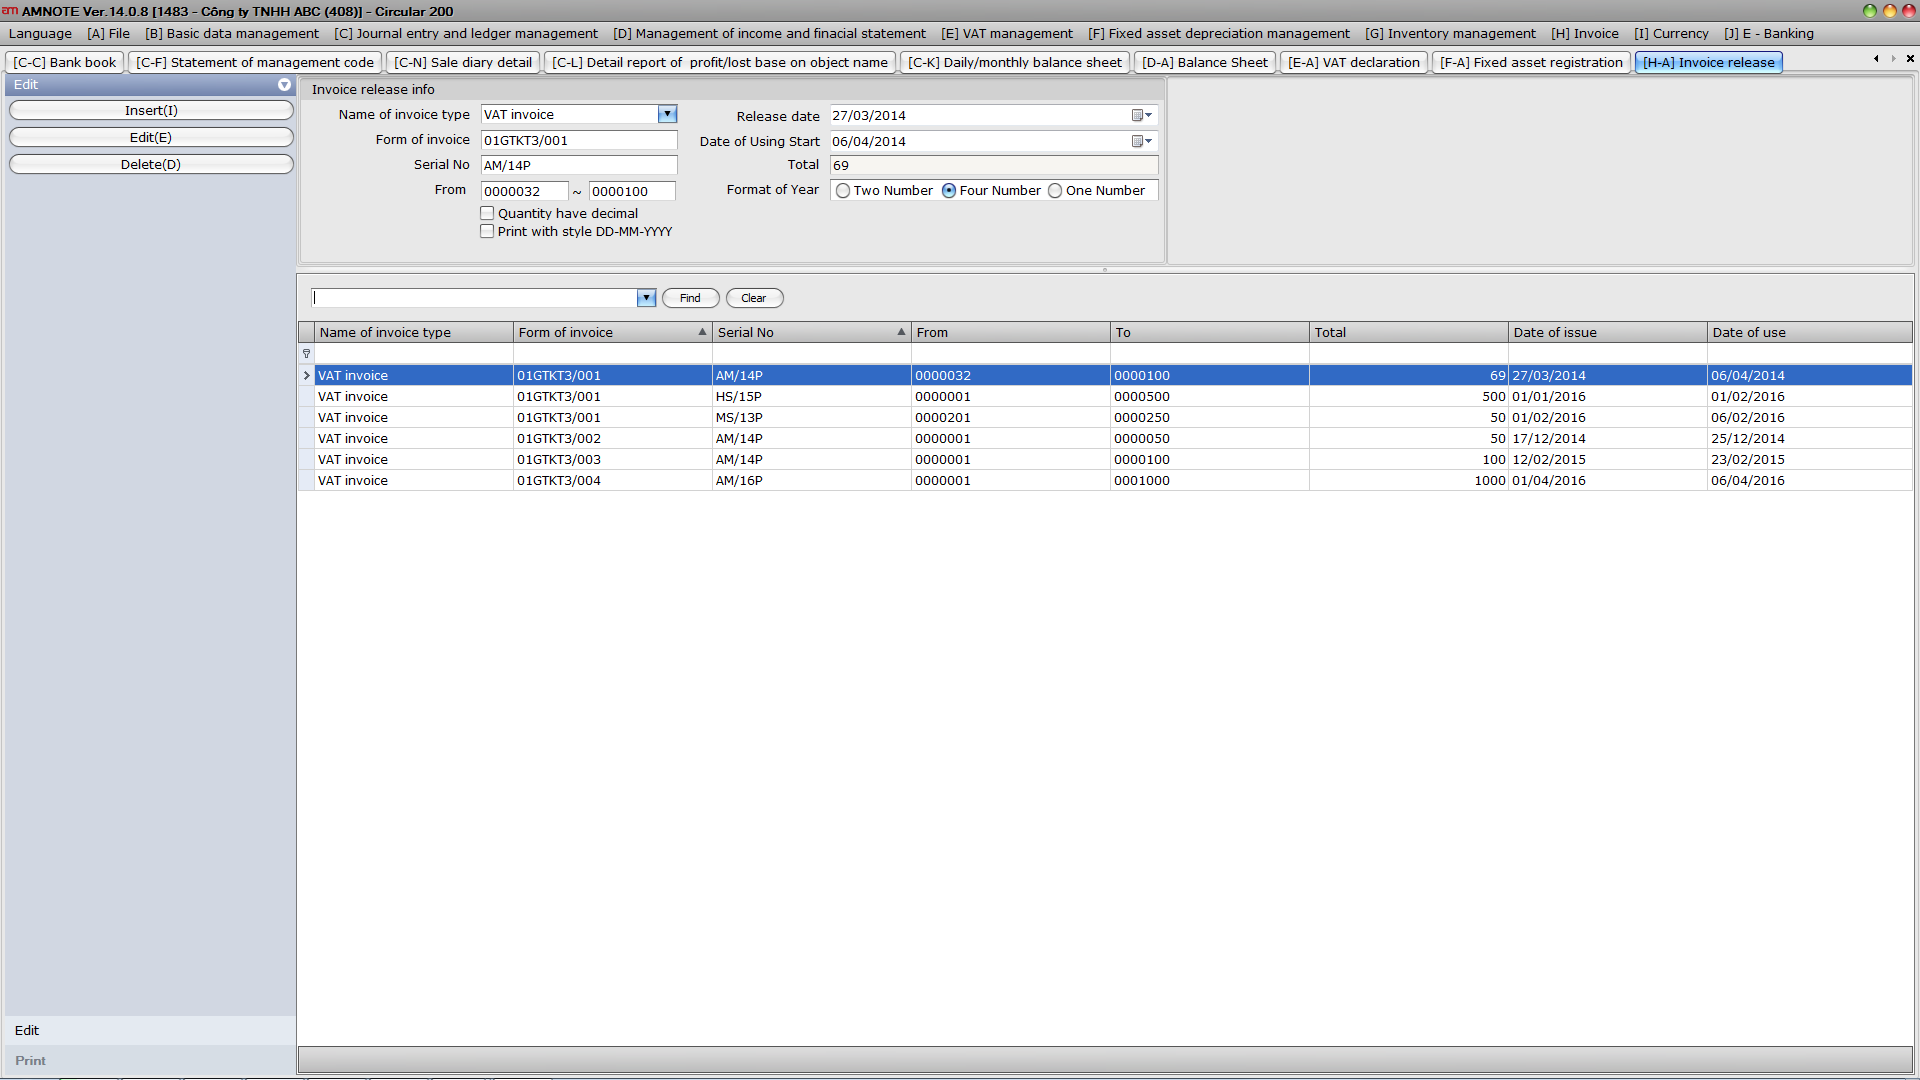 am AMNOTE Ver.14.0.8 [1483 - Công ty TNHH ABC (408)] - Circular 200
Language [A] File [B] Basic data management [C] Journal entry and ledger management [D] Management of income and finacial statement [E] VAT management [F] Fixed asset depreciation management [G] Inventory management [H] Invoice [I] Currency [J] E - Banking
[C-C] Bank book [C-F] Statement of management code [C-N] Sale diary detail [C-L] Detail report of profit/lost base on object name [C-K] Daily/monthly balance sheet [D-A] Balance Sheet [E-A] VAT declaration [F-A] Fixed asset registration [H-A] Invoice release
Edit
Insert(I)
Edit(E)
Delete(D)
Invoice release info
Name of invoice type VAT invoice Release date 27/03/2014
Form of invoice 01GTKT3/001 Date of Using Start 06/04/2014
Serial No AM/14P Total 69
From 0000032 ~ 0000100 Format of Year Two Number Four Number One Number
Quantity have decimal
Print with style DD-MM-YYYY
Find Clear
Name of invoice type Form of invoice Serial No From To Total Date of issue Date of use
VAT invoice 01GTKT3/001 AM/14P 0000032 0000100 69 27/03/2014 06/04/2014
VAT invoice 01GTKT3/001 HS/15P 0000001 0000500 500 01/01/2016 01/02/2016
VAT invoice 01GTKT3/001 MS/13P 0000201 0000250 50 01/02/2016 06/02/2016
VAT invoice 01GTKT3/002 AM/14P 0000001 0000050 50 17/12/2014 25/12/2014
VAT invoice 01GTKT3/003 AM/14P 0000001 0000100 100 12/02/2015 23/02/2015
VAT invoice 01GTKT3/004 AM/16P 0000001 0001000 1000 01/04/2016 06/04/2016
Edit
Print